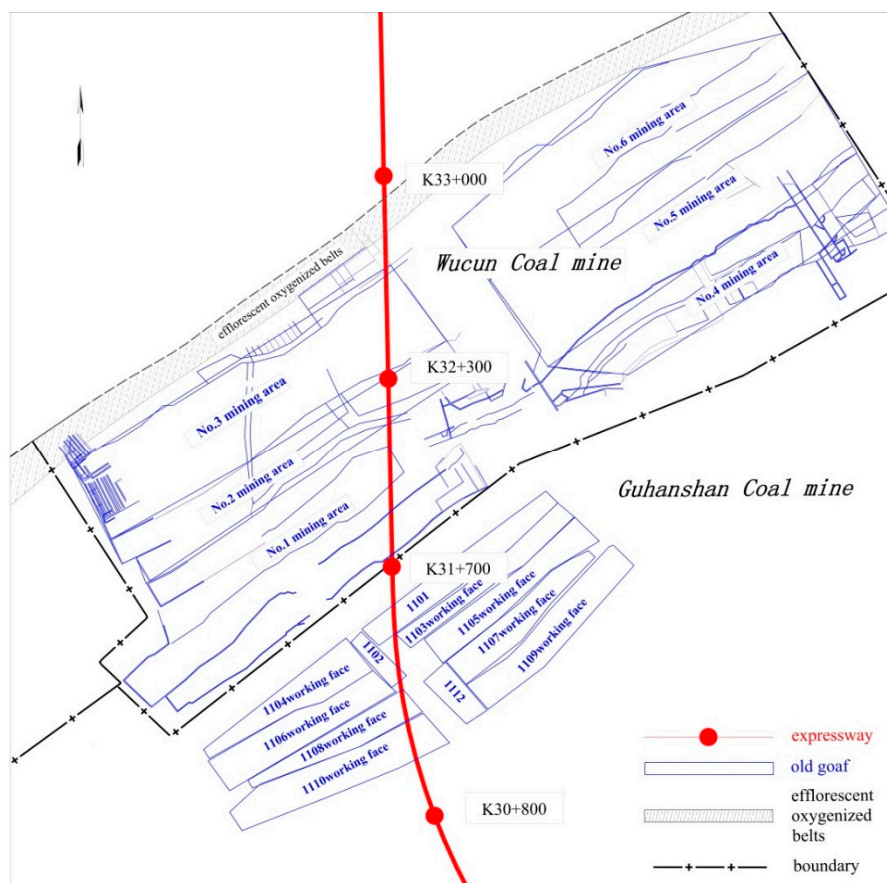 No.6 mining area
K33+000
No.5 mining area
Wucun Coal mine
efflorescent oxygenized belts
No.4 mining area
K32+300
No.3 mining area
No.2 mining area
Guhanshan Coal mine
No.1 mining area
K31+700
1101
1103working face
1105working face
1107working face
1109working face
1102
1112
1104working face
1106working face
1108working face
1110working face
K30+800
expressway
old goaf
efflorescent
oxygenized
belts
boundary